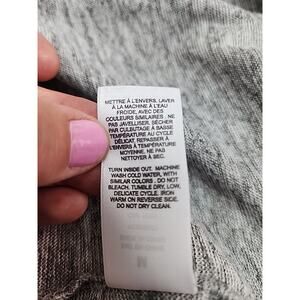 METTRE À L'ENVERS. LAVER
À LA MACHINE À L'EAU
FROIDE, AVEC DES
COULEURS SIMILAIRES. NE
PAS JAVELLISER. SÉCHER
PAR CULBUTAGE À BASSE
TEMPÉRATURE AU CYCLE
DÉLICAT. REPASSER À
L'ENVERS À TEMPÉRATURE
MOYENNE. NE PAS
NETTOYER À SEC.
TURN INSIDE OUT. MACHINE
WASH COLD WATER, WITH
SIMILAR COLORS. DO NOT
BLEACH, TUMBLE DRY, LOW,
DELICATE CYCLE. IRON
WARM ON REVERSE SIDE.
DO NOT DRY CLEAN.